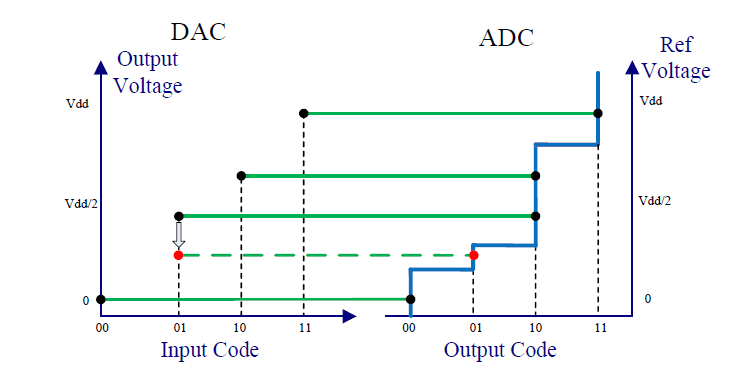 DAC
ADC
Output
Voltage
Ref
Voltage
Vdd
Vdd
Vdd/2
Vdd/2
0
0
00
01
10
11
00
01
10
11
Input Code
Output Code